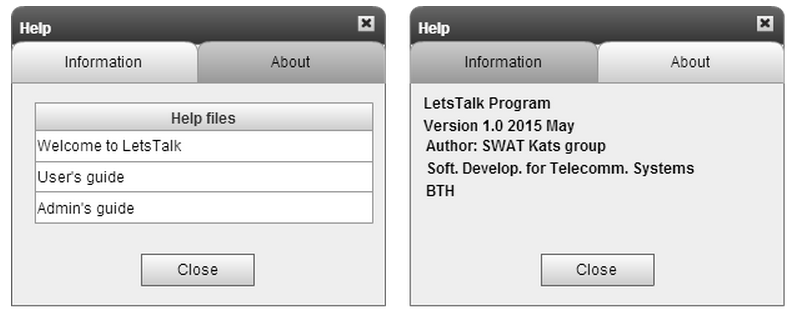 Help
Information About
Help files
Welcome to LetsTalk
User's guide
Admin's guide
Close
Help
Information About
LetsTalk Program
Version 1.0 2015 May
Author: SWAT Kats group
Soft. Develop. for Telecomm. Systems
BTH
Close